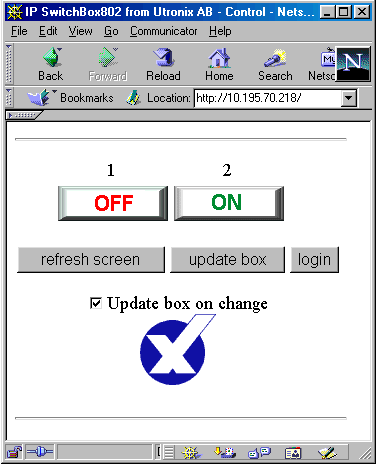 IP SwitchBox802 from Utronix AB - Control - Nets...
File Edit View Go Communicator Help
Back Forward Reload Home Search Netsc
My
N
Bookmarks Location: http://10.195.70.218/
1 2
OFF ON
refresh screen update box login
Update box on change
X